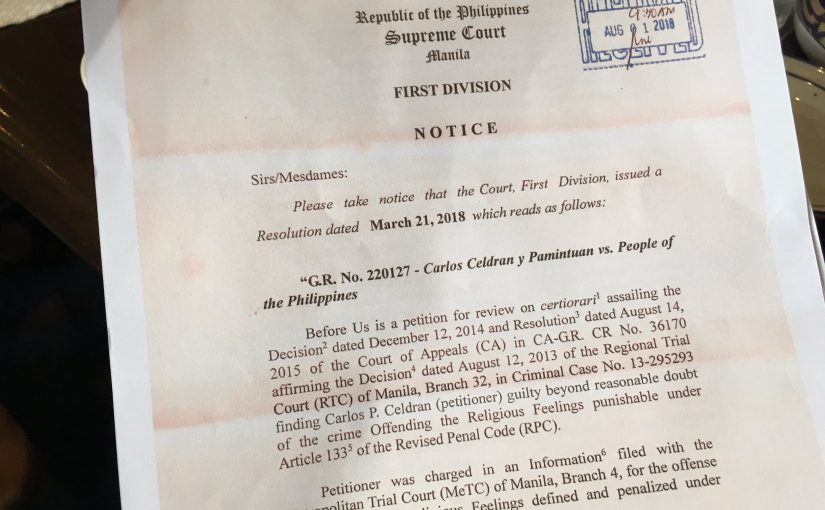 Republic of the Philippines
Supreme Court
Manila
FIRST DIVISION
NOTICE
9:50 AM
AUG 01 2018
Sirs/Mesdames:
Please take notice that the Court, First Division, issued a
Resolution dated March 21, 2018 which reads as follows:
"G.R. No. 220127 - Carlos Celdran y Pamintuan vs. People of
the Philippines
Before Us is a petition for review on certiorari¹ assailing the
Decision² dated December 12, 2014 and Resolution³ dated August 14,
2015 of the Court of Appeals (CA) in CA-G.R. CR No. 36170
affirming the Decision⁴ dated August 12, 2013 of the Regional Trial
Court (RTC) of Manila, Branch 32, in Criminal Case No. 13-295293
finding Carlos P. Celdran (petitioner) guilty beyond reasonable doubt
of the crime Offending the Religious Feelings punishable under
Article 133⁵ of the Revised Penal Code (RPC).
Petitioner was charged in an Information⁶ filed with the
politan Trial Court (MeTC) of Manila, Branch 4, for the offense
Feelings defined and penalized under